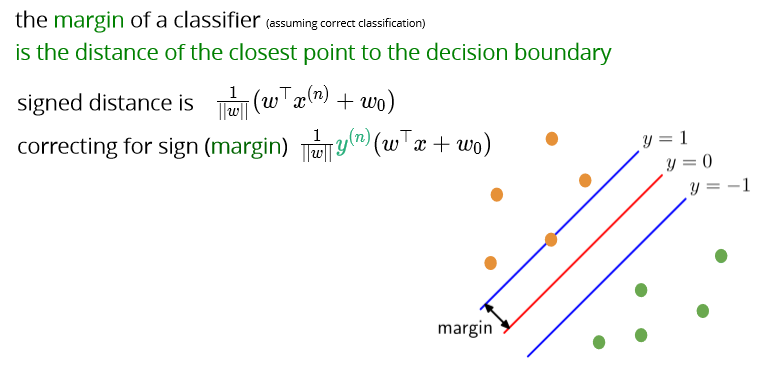 the margin of a classifier (assuming correct classification)
is the distance of the closest point to the decision boundary
signed distance is $\frac{1}{||w||}(w^\top x^{(n)} + w_0)$
correcting for sign (margin) $\frac{1}{||w||} y^{(n)} (w^\top x + w_0)$
y = 1
y = 0
y = −1
margin